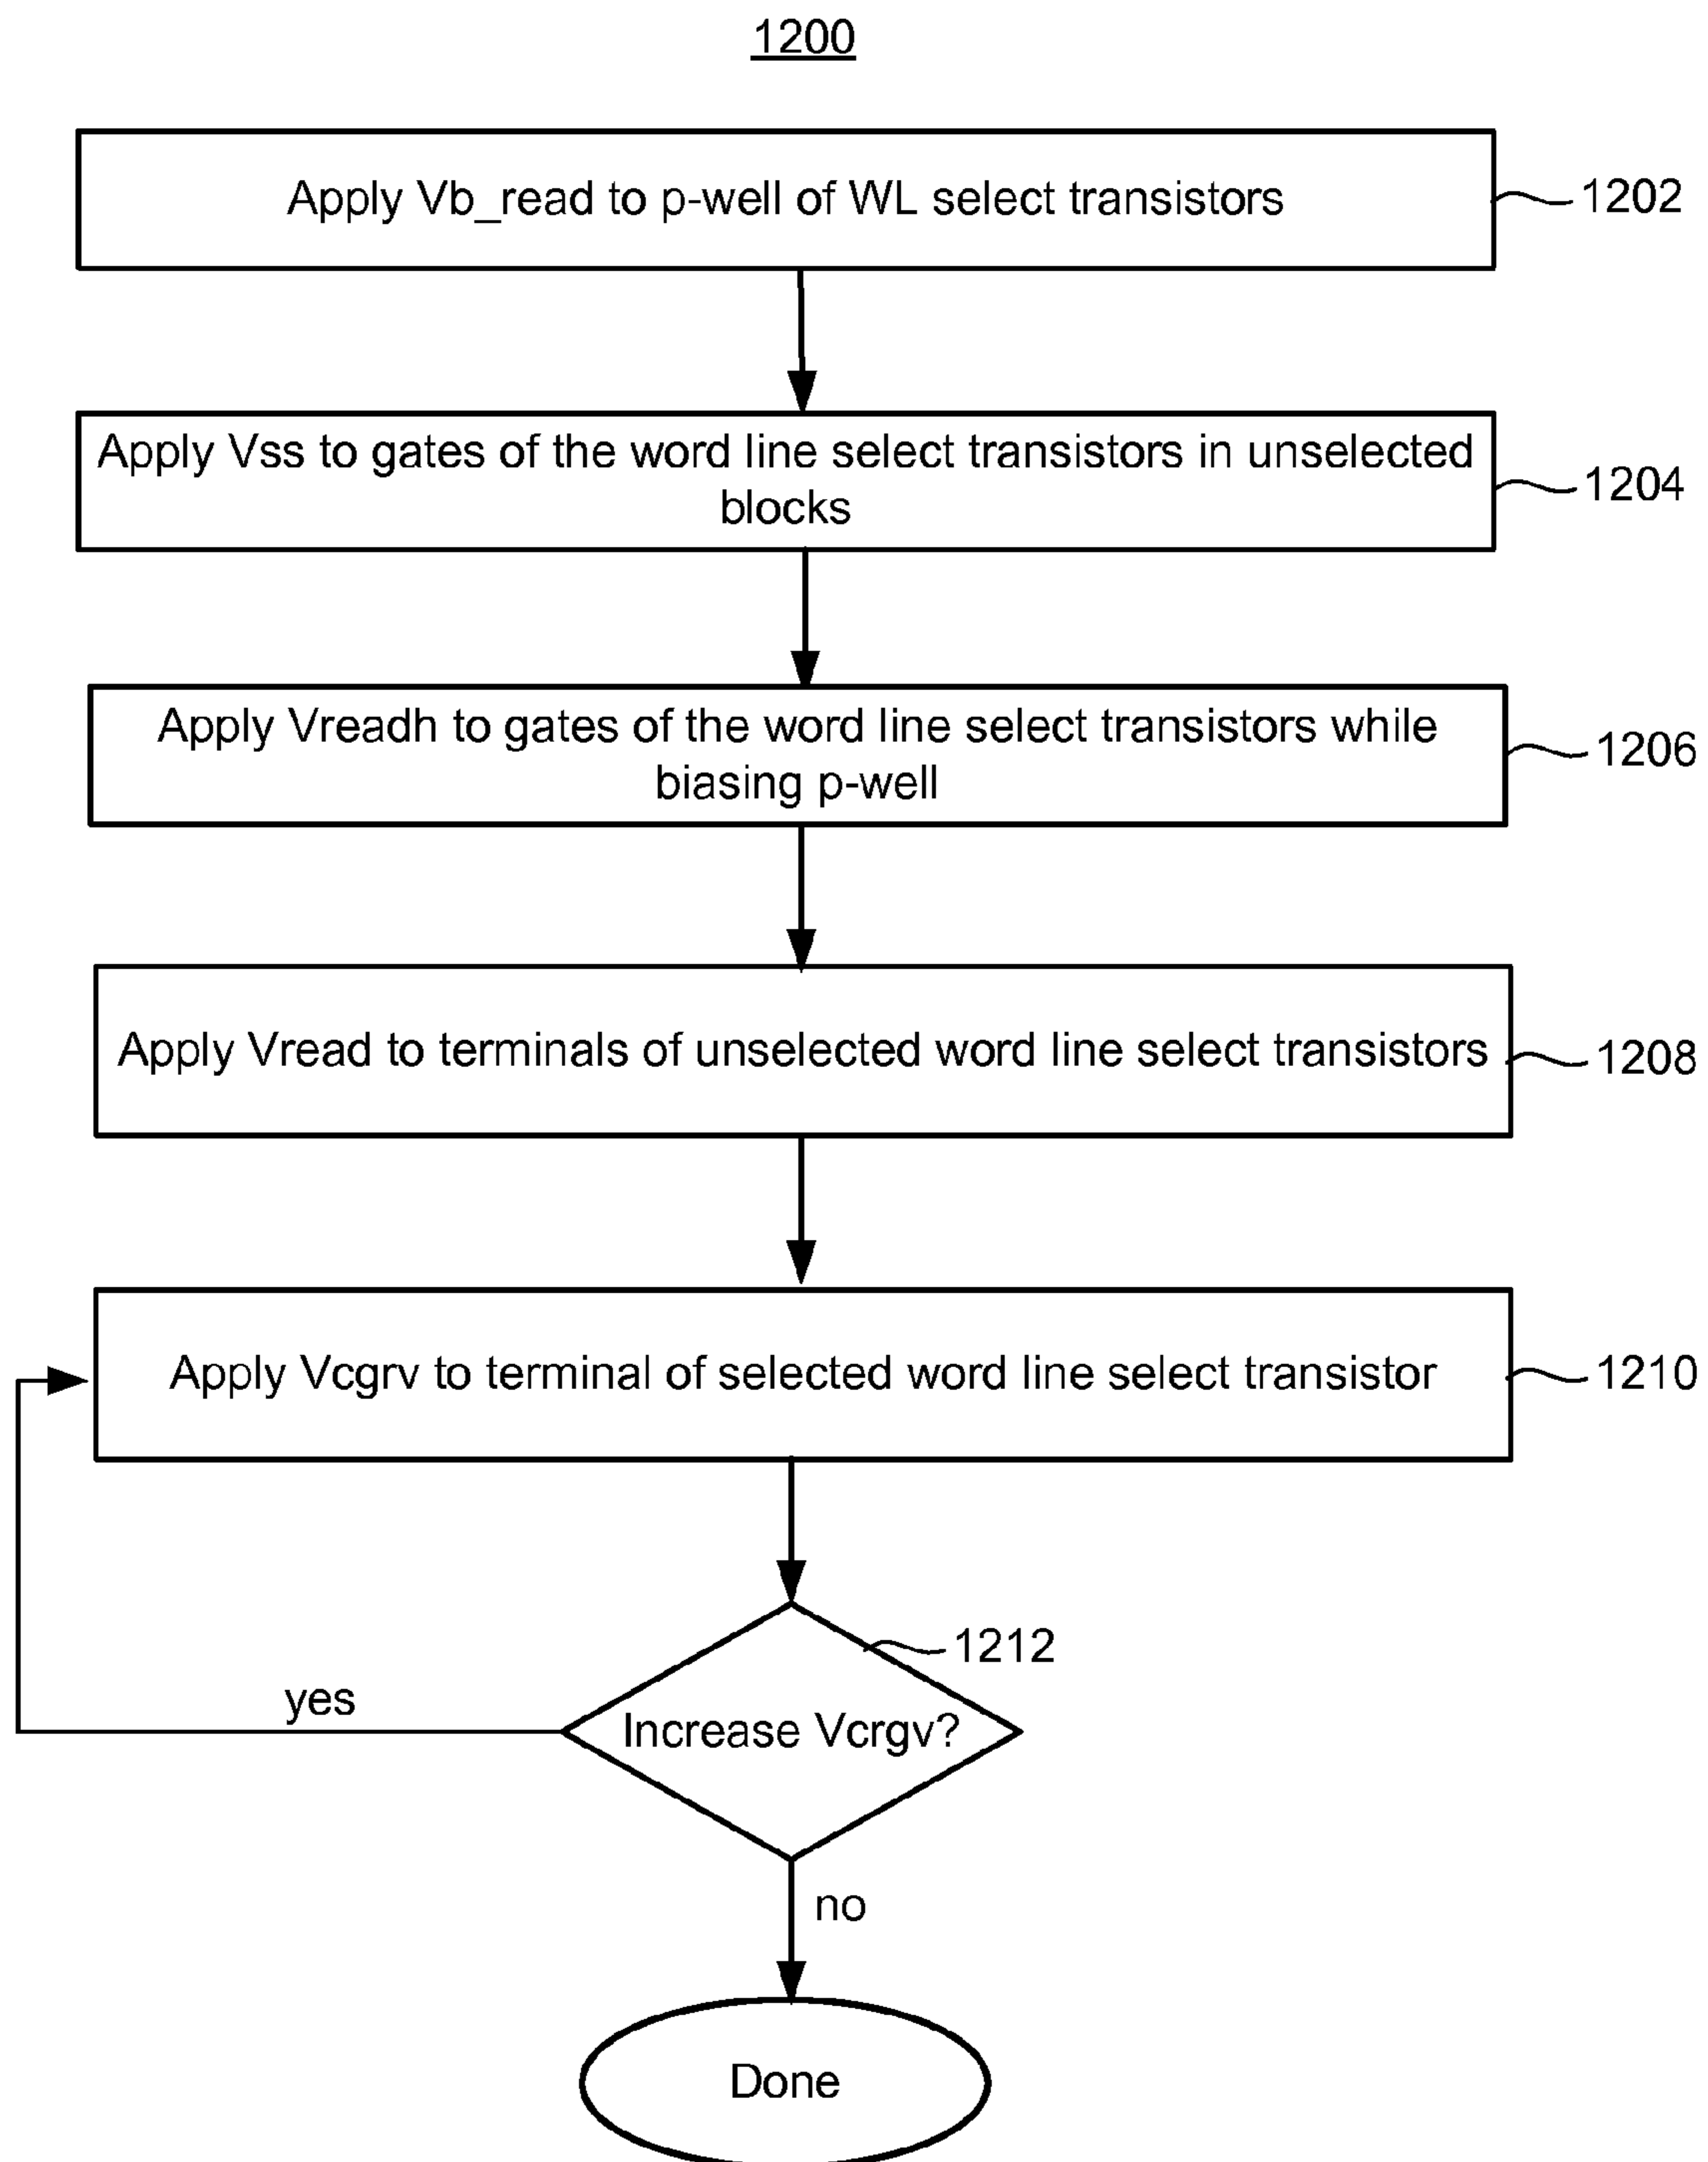 1200
Apply Vb_read to p-well of WL select transistors
1202
Apply Vss to gates of the word line select transistors in unselected
blocks
1204
Apply Vreadh to gates of the word line select transistors while
biasing p-well
1206
Apply Vread to terminals of unselected word line select transistors
1208
Apply Vcgrv to terminal of selected word line select transistor
1210
1212
yes
Increase Vcrgv?
no
Done